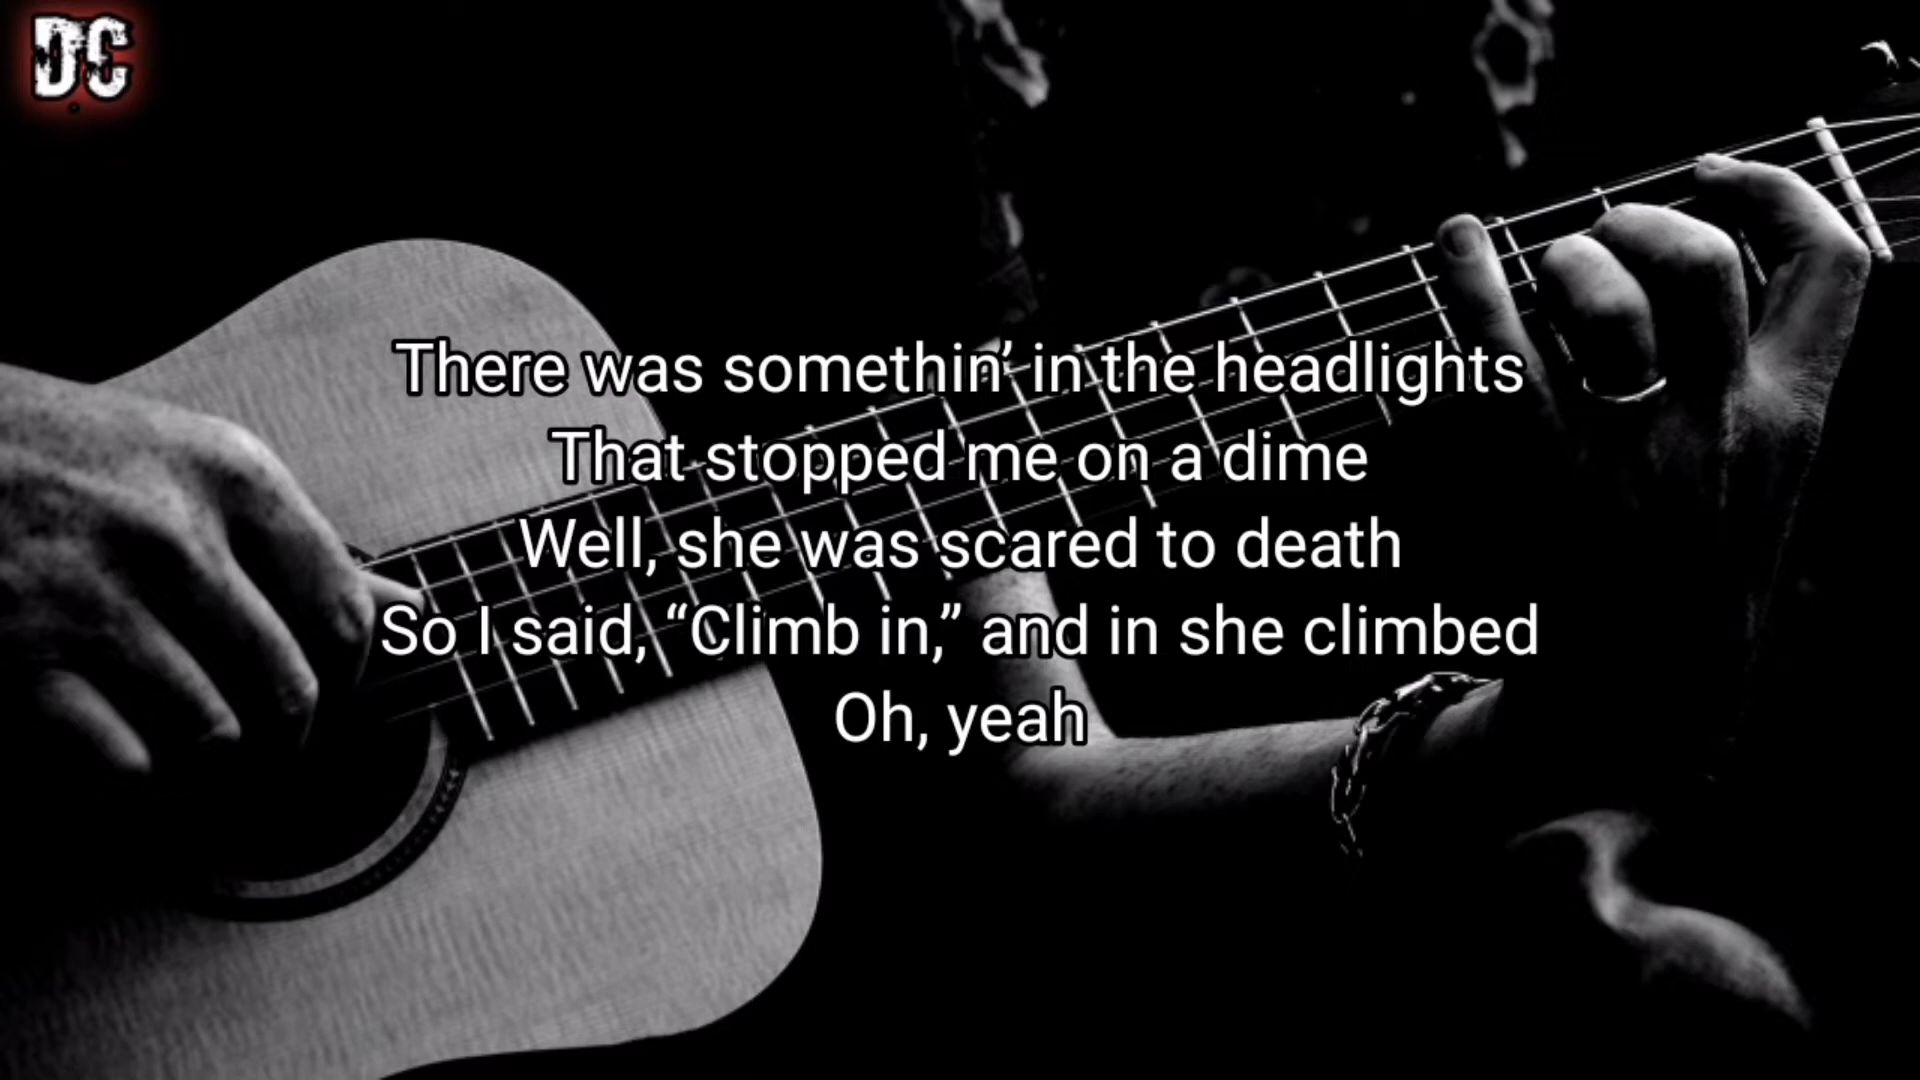 DC
There was somethin’ in the headlights
That stopped me on a dime
Well, she was scared to death
So I said, “Climb in,” and in she climbed
Oh, yeah